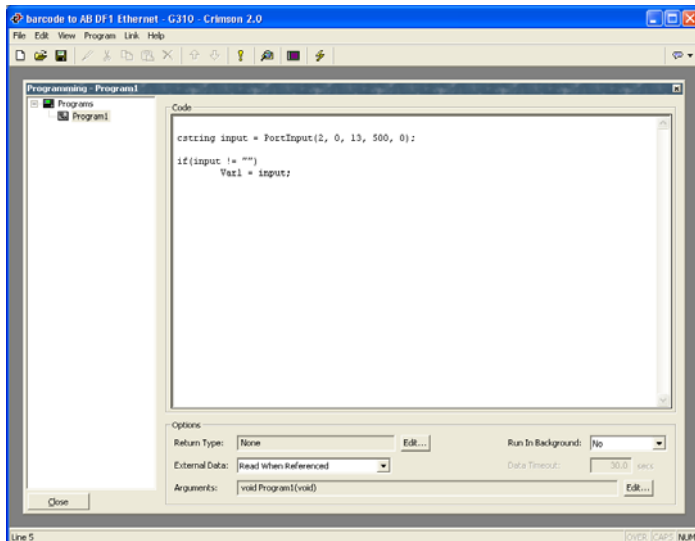 barcode to AB DF1 Ethernet - G310 - Crimson 2.0
File Edit View Program Link Help
Programming - Program1
Programs
Program1
Code
cstring input = PortInput(2, 0, 13, 500, 0);
if(input != "")
Var1 = input;
Options
Return Type: None Edit... Run In Background: No
External Data: Read When Referenced Data Timeout: 30.0 secs
Arguments: void Program1(void) Edit...
Close
Line 5 OVER CAPS NUM